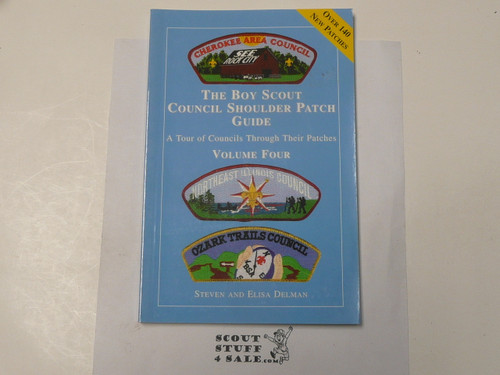 OVER 140
NEW PATCHES
CHEROKEE AREA COUNCIL
SEE
ROCK CITY
THE BOY SCOUT
COUNCIL SHOULDER PATCH
GUIDE
A Tour of Councils Through Their Patches
VOLUME FOUR
NORTHEAST ILLINOIS COUNCIL
OZARK TRAILS COUNCIL
STEVEN AND ELISA DELMAN
SCOUT
STUFF
4 SALE.COM